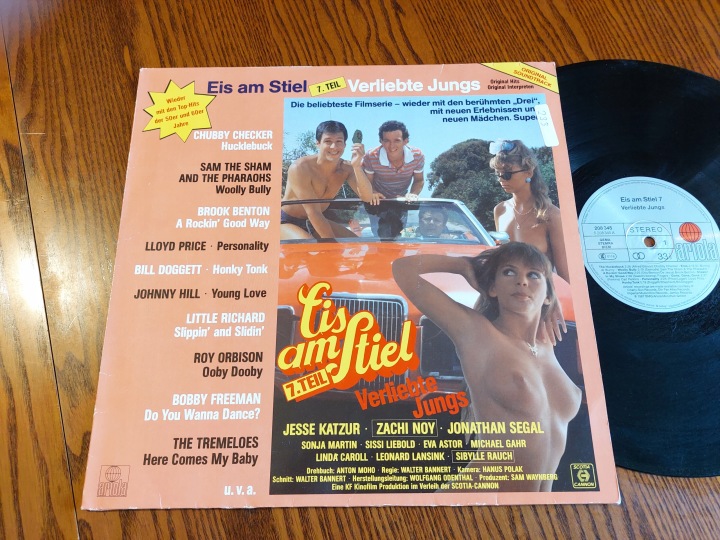 Eis am Stiel 7. TEIL Verliebte Jungs
ORIGINAL SOUNDTRACK
Original Hits
Original Interpreten
Wieder
mit den Top-Hits
der 50er und 60er
Jahre
Die beliebteste Filmserie – wieder mit den berühmten „Drei“,
mit neuen Erlebnissen und
neuen Mädchen. Super
CHUBBY CHECKER
Hucklebuck
SAM THE SHAM
AND THE PHARAOHS
Woolly Bully
BROOK BENTON
A Rockin' Good Way
LLOYD PRICE · Personality
BILL DOGGETT · Honky Tonk
JOHNNY HILL · Young Love
LITTLE RICHARD
Slippin' and Slidin'
ROY ORBISON
Ooby Dooby
BOBBY FREEMAN
Do You Wanna Dance?
THE TREMELOES
Here Comes My Baby
u. v. a.
ariola
Eis
am
Stiel
7. TEIL
Verliebte
Jungs
JESSE KATZUR · ZACHI NOY · JONATHAN SEGAL
SONJA MARTIN · SISSI LIEBOLD · EVA ASTOR · MICHAEL GAHR
LINDA CAROLL · LEONARD LANSINK · SIBYLLE RAUCH
Drehbuch: ANTON MOHO · Regie: WALTER BANNERT · Kamera: HANUS POLAK
Schnitt: WALTER BANNERT · Herstellungsleitung: WOLFGANG ODENTHAL · Produzent: SAM WAYNBERG
Eine KF Kinofilm Produktion im Verleih der SCOTIA-CANNON
SCOTIA
CANNON
Eis am Stiel 7
Verliebte Jungs
208 348
STEREO
1
33
ariola